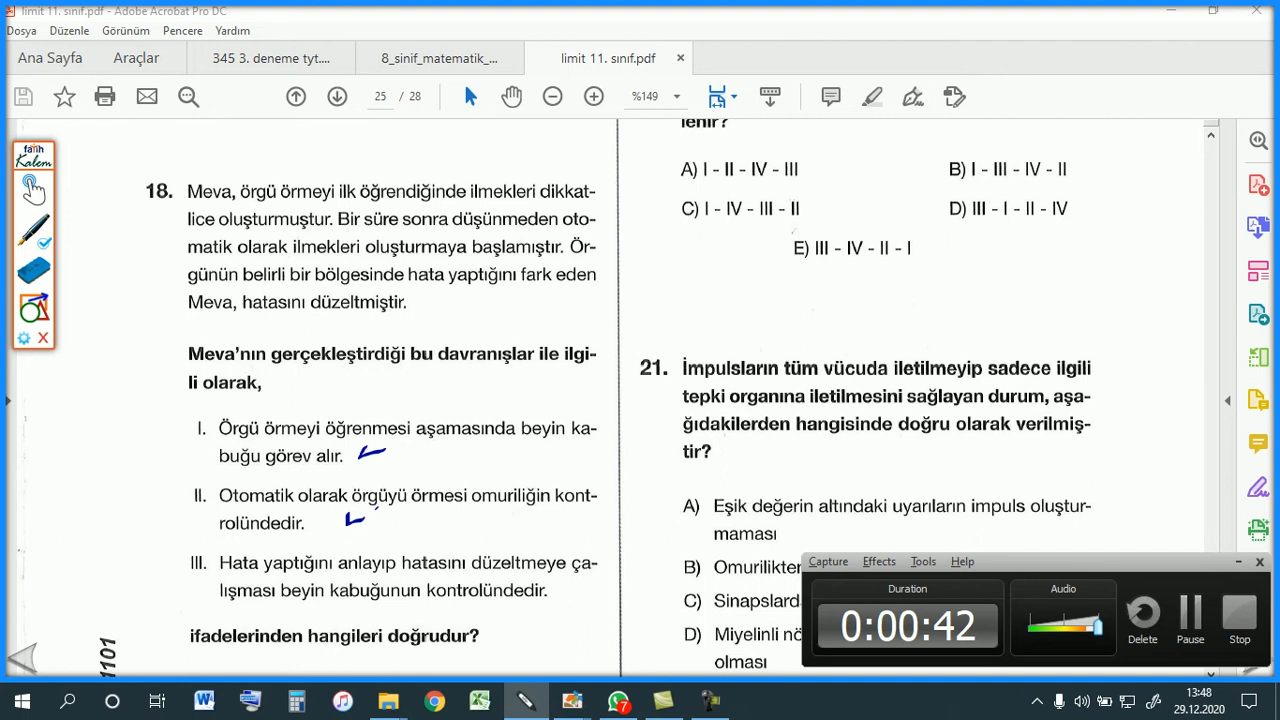 limit 11. sınıf.pdf - Adobe Acrobat Pro DC
Dosya Düzenle Görünüm Pencere Yardım
Ana Sayfa Araçlar 345 3. deneme tyt.... 8_sinif_matematik_... limit 11. sınıf.pdf
25 / 28 %149
fatih
Kalem
18. Meva, örgü örmeyi ilk öğrendiğinde ilmekleri dikkat-
lice oluşturmuştur. Bir süre sonra düşünmeden oto-
matik olarak ilmekleri oluşturmaya başlamıştır. Ör-
günün belirli bir bölgesinde hata yaptığını fark eden
Meva, hatasını düzeltmiştir.
Meva'nın gerçekleştirdiği bu davranışlar ile ilgi-
li olarak,
I. Örgü örmeyi öğrenmesi aşamasında beyin ka-
buğu görev alır.
II. Otomatik olarak örgüyü örmesi omuriliğin kont-
rolündedir.
III. Hata yaptığını anlayıp hatasını düzeltmeye ça-
lışması beyin kabuğunun kontrolündedir.
ifadelerinden hangileri doğrudur?
1101
lenir?
A) I - II - IV - III B) I - III - IV - II
C) I - IV - III - II D) III - I - II - IV
E) III - IV - II - I
21. İmpulsların tüm vücuda iletilmeyip sadece ilgili
tepki organına iletilmesini sağlayan durum, aşa-
ğıdakilerden hangisinde doğru olarak verilmiş-
tir?
A) Eşik değerin altındaki uyarıların impuls oluştur-
maması
B) Omurilikten
C) Sinapslarda
D) Miyelinli
olması
Capture Effects Tools Help
Duration
0:00:42
Audio
Delete Pause Stop
7
13:48
29.12.2020